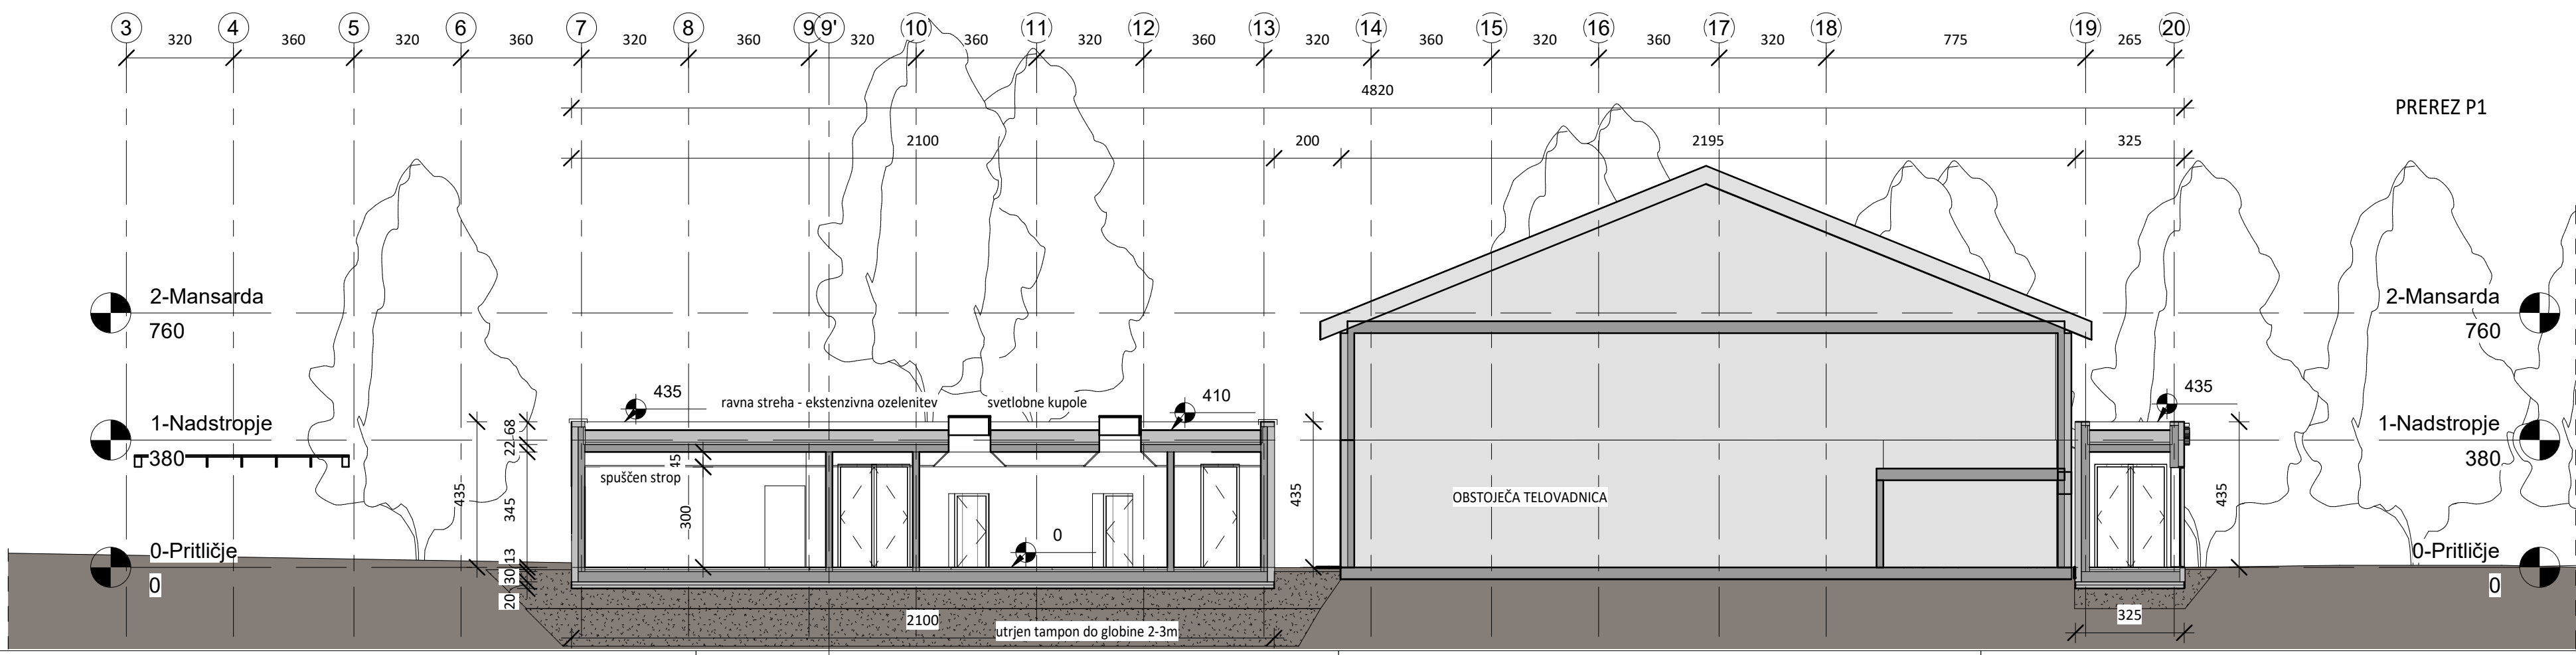 3 4 5 6 7 8 9 9' 10 11 12 13 14 15 16 17 18 19 20
320 360 320 360 320 360 320 360 320 360 320 360 320 360 320 775 265
4820
PREREZ P1
2100 200 2195 325
2-Mansarda
760
2-Mansarda
760
435
ravna streha - ekstenzivna ozelenitev
svetlobne kupole
410
435
1-Nadstropje
380
1-Nadstropje
380
68
22
45
spuščen strop
435
345
300
435
OBSTOJEČA TELOVADNICA
435
0
0-Pritličje
0
0-Pritličje
0
13
30
20
2100
325
utrjen tampon do globine 2-3m